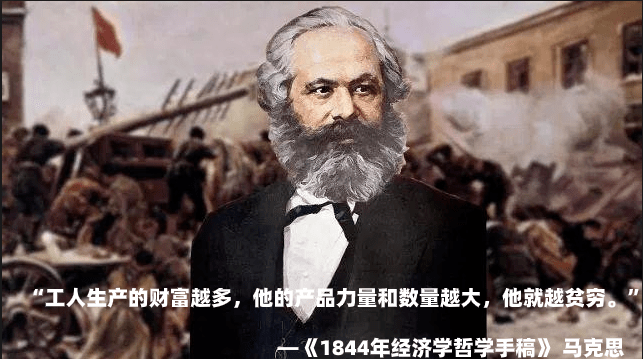 “工人生产的财富越多，他的产品力量和数量越大，他就越贫穷。”
—《1844年经济学哲学手稿》 马克思